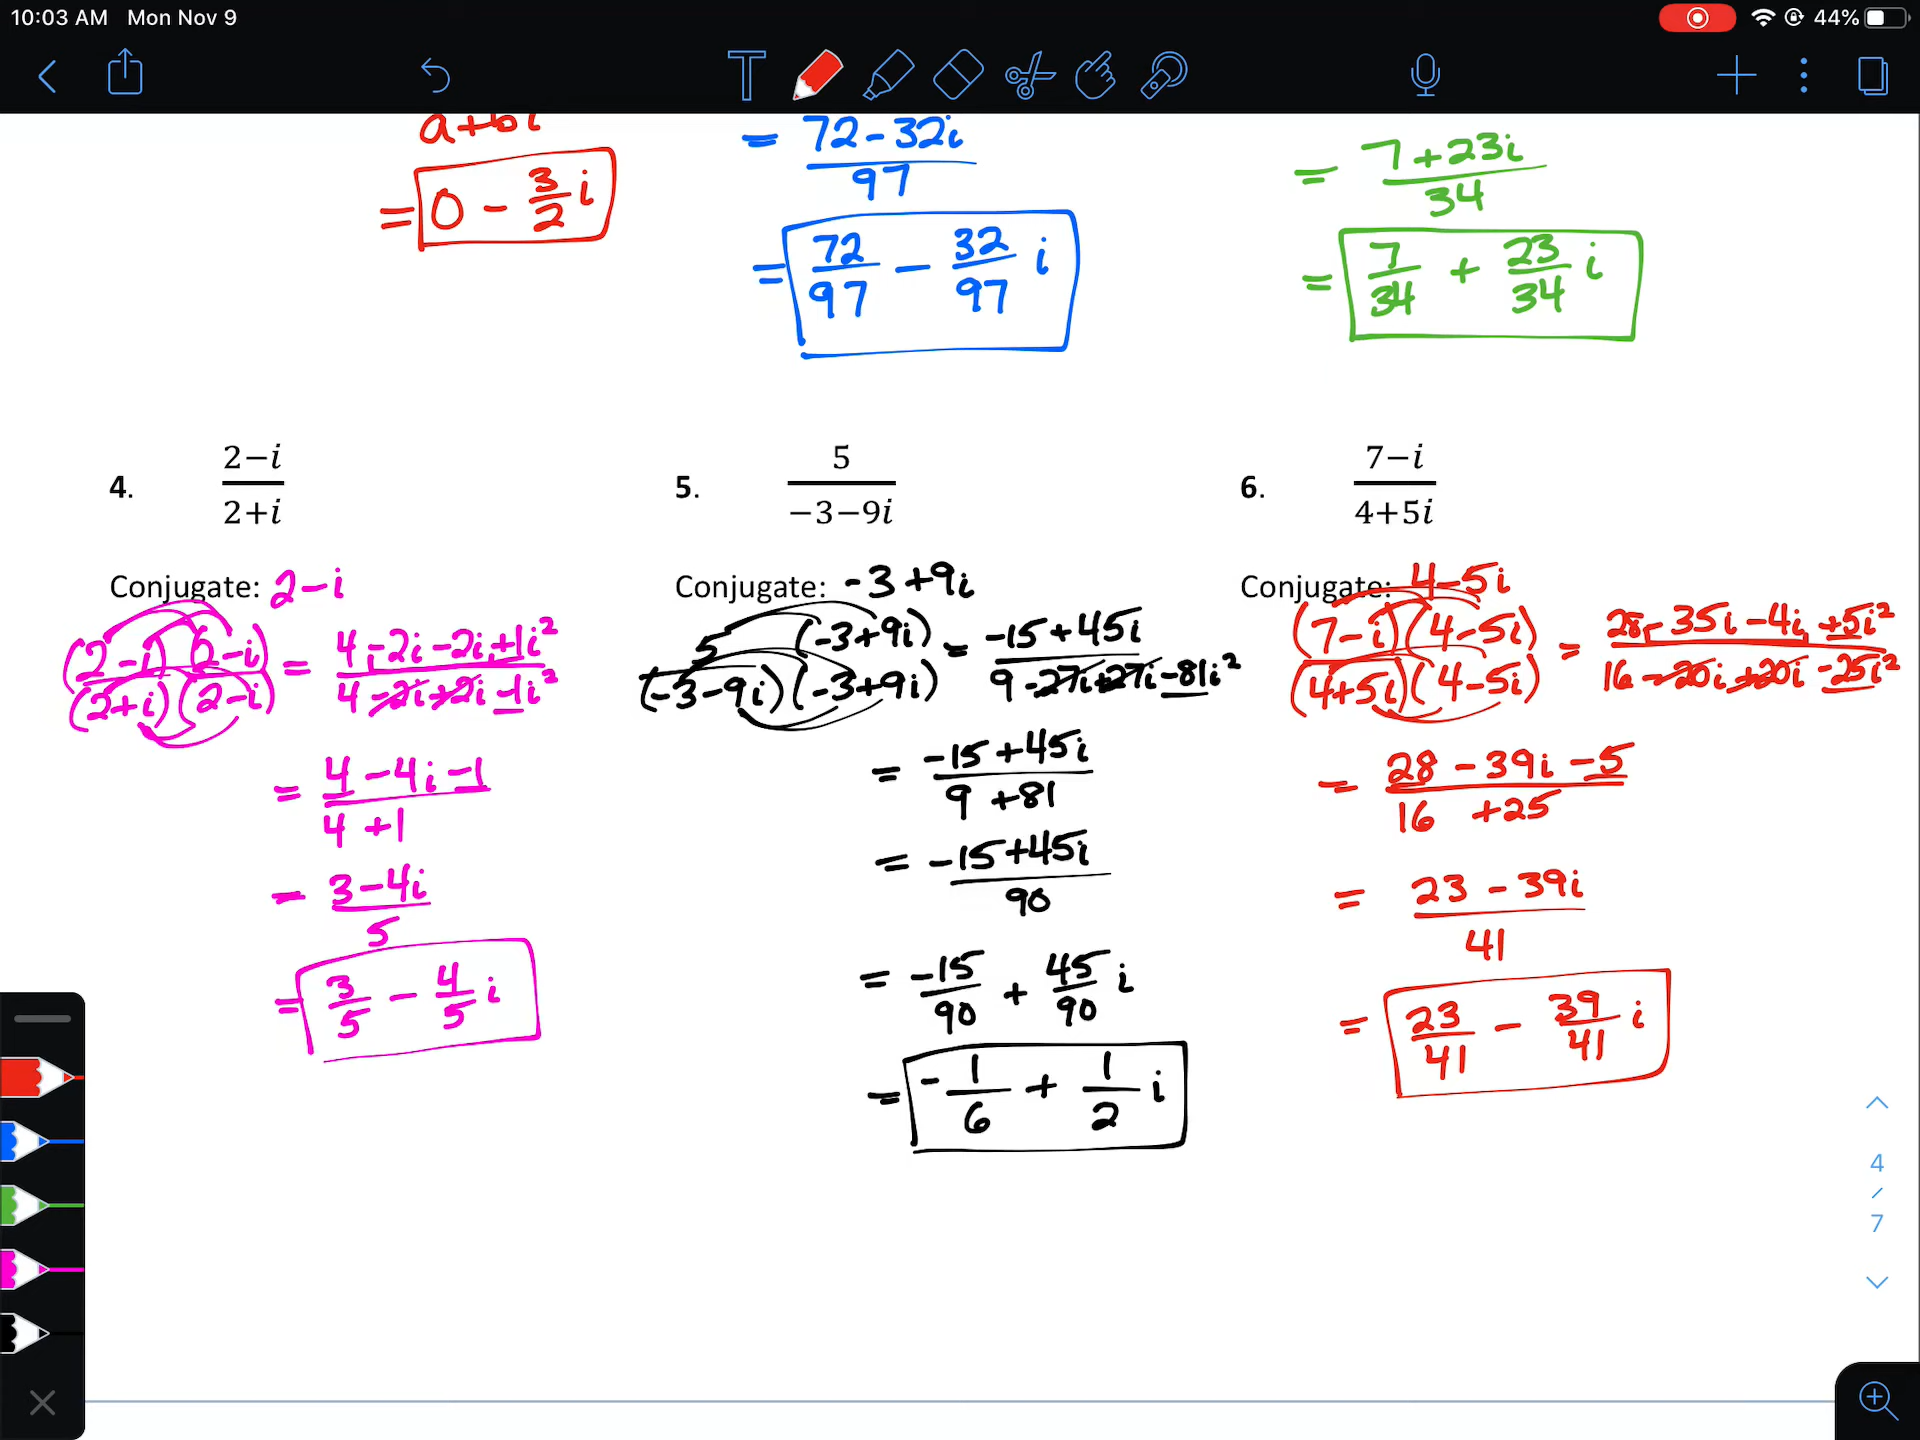 10:03 AM Mon Nov 9
44%
T
a+bi
= 0 - 3/2 i
= 72-32i / 97
= 72/97 - 32/97 i
= 7+23i / 34
= 7/34 + 23/34 i
4. 2−i / 2+i
Conjugate: 2-i
(2-i)(2-i) / (2+i)(2-i) = 4-2i-2i+1i² / 4-2i+2i-1i²
= 4-4i-1 / 4+1
= 3-4i / 5
= 3/5 - 4/5 i
5. 5 / −3−9i
Conjugate: -3+9i
5(-3+9i) / (-3-9i)(-3+9i) = -15+45i / 9-27i+27i-81i²
= -15+45i / 9+81
= -15+45i / 90
= -15/90 + 45/90 i
= -1/6 + 1/2 i
6. 7−i / 4+5i
Conjugate: 4-5i
(7-i)(4-5i) / (4+5i)(4-5i) = 28-35i-4i+5i² / 16-20i+20i-25i²
= 28-39i-5 / 16+25
= 23-39i / 41
= 23/41 - 39/41 i
4
/
7